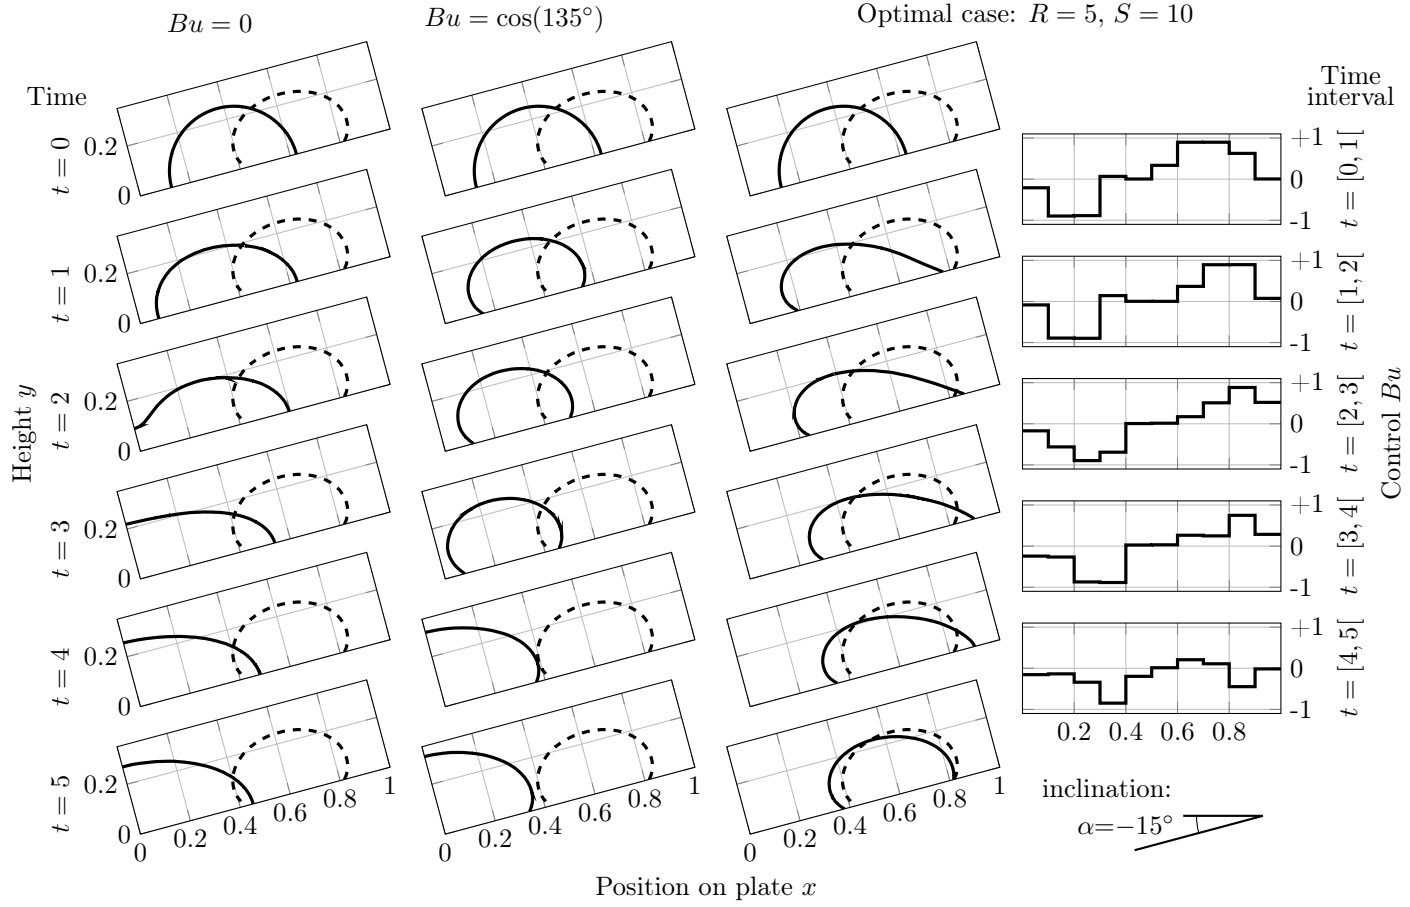 Bu = 0
Bu = cos(135°)
Optimal case: R = 5, S = 10
Time
Time
interval
t = 0
0.2
0
t = 1
0.2
0
t = 2
0.2
0
t = 3
0.2
0
t = 4
0.2
0
t = 5
0.2
0
Height y
0
0.2
0.4
0.6
0.8
1
0
0.2
0.4
0.6
0.8
1
0
0.2
0.4
0.6
0.8
1
Position on plate x
+1
0
-1
t = [0, 1[
+1
0
-1
t = [1, 2[
+1
0
-1
t = [2, 3[
+1
0
-1
t = [3, 4[
+1
0
-1
t = [4, 5[
0.2 0.4 0.6 0.8
Control Bu
inclination:
α=−15°